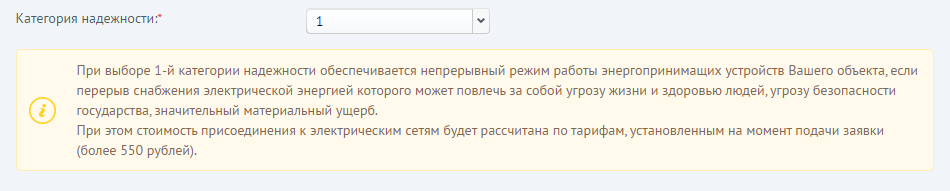 Категория надежности:*
1
При выборе 1-й категории надежности обеспечивается непрерывный режим работы энергопринимащих устройств Вашего объекта, если
перерыв снабжения электрической энергией которого может повлечь за собой угрозу жизни и здоровью людей, угрозу безопасности
государства, значительный материальный ущерб.
При этом стоимость присоединения к электрическим сетям будет рассчитана по тарифам, установленным на момент подачи заявки
(более 550 рублей).